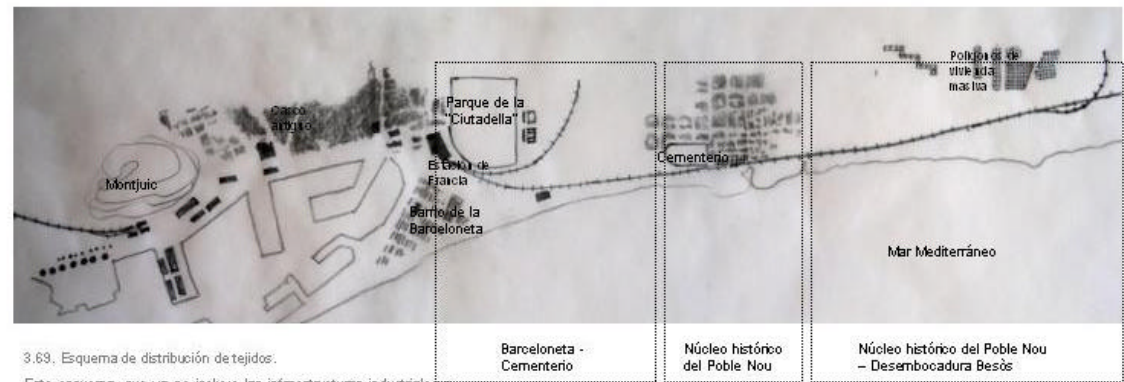 Polígonos de
vivienda
masiva
Parque de la
"Ciutadella"
Casco
antiguo
Cementerio
Estación de
Francia
Montjuic
Barrio de la
Barceloneta
Mar Mediterráneo
3.69. Esquema de distribución de tejidos.
Barceloneta -
Cementerio
Núcleo histórico
del Poble Nou
Núcleo histórico del Poble Nou
– Desembocadura Besòs